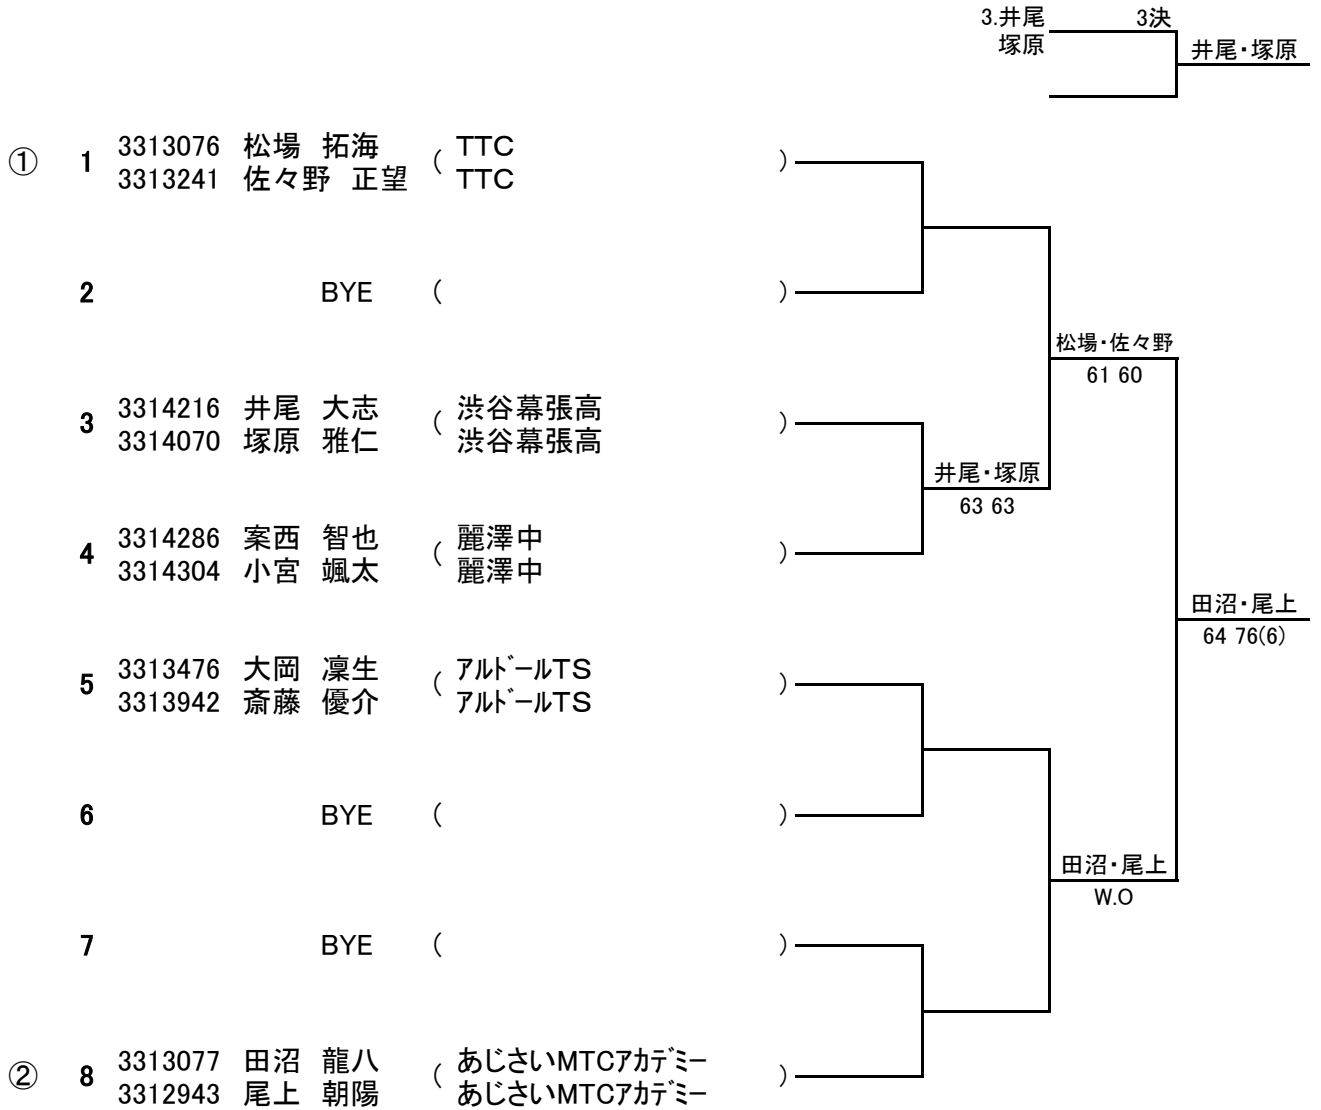 3.井尾 3決
塚原 井尾・塚原
① 1 3313076 松場 拓海 ( TTC )
3313241 佐々野 正望 TTC
2 BYE ( )
松場・佐々野
61 60
3 3314216 井尾 大志 ( 渋谷幕張高 )
3314070 塚原 雅仁 渋谷幕張高
井尾・塚原
63 63
4 3314286 案西 智也 ( 麗澤中 )
3314304 小宮 颯太 麗澤中
田沼・尾上
64 76(6)
5 3313476 大岡 凜生 ( ｱﾙﾄﾞｰﾙTS )
3313942 斎藤 優介 ｱﾙﾄﾞｰﾙTS
6 BYE ( )
田沼・尾上
W.O
7 BYE ( )
② 8 3313077 田沼 龍八 ( あじさいMTCｱｶﾃﾞﾐｰ )
3312943 尾上 朝陽 あじさいMTCｱｶﾃﾞﾐｰ